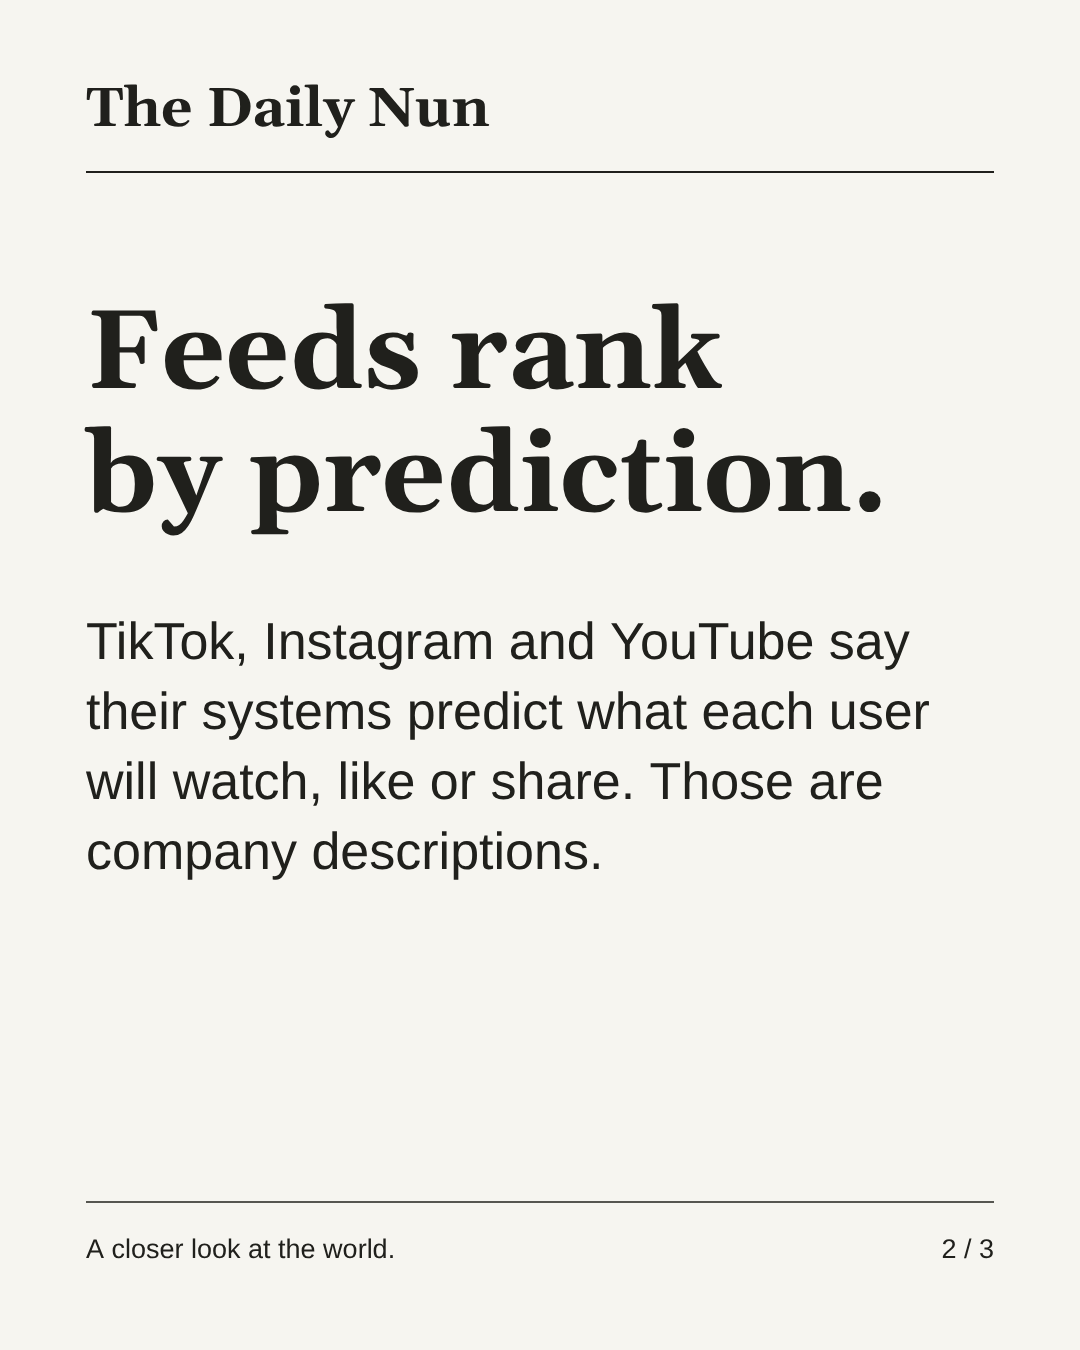 The Daily Nun
Feeds rank
by prediction.
TikTok, Instagram and YouTube say
their systems predict what each user
will watch, like or share. Those are
company descriptions.
A closer look at the world.
2 / 3